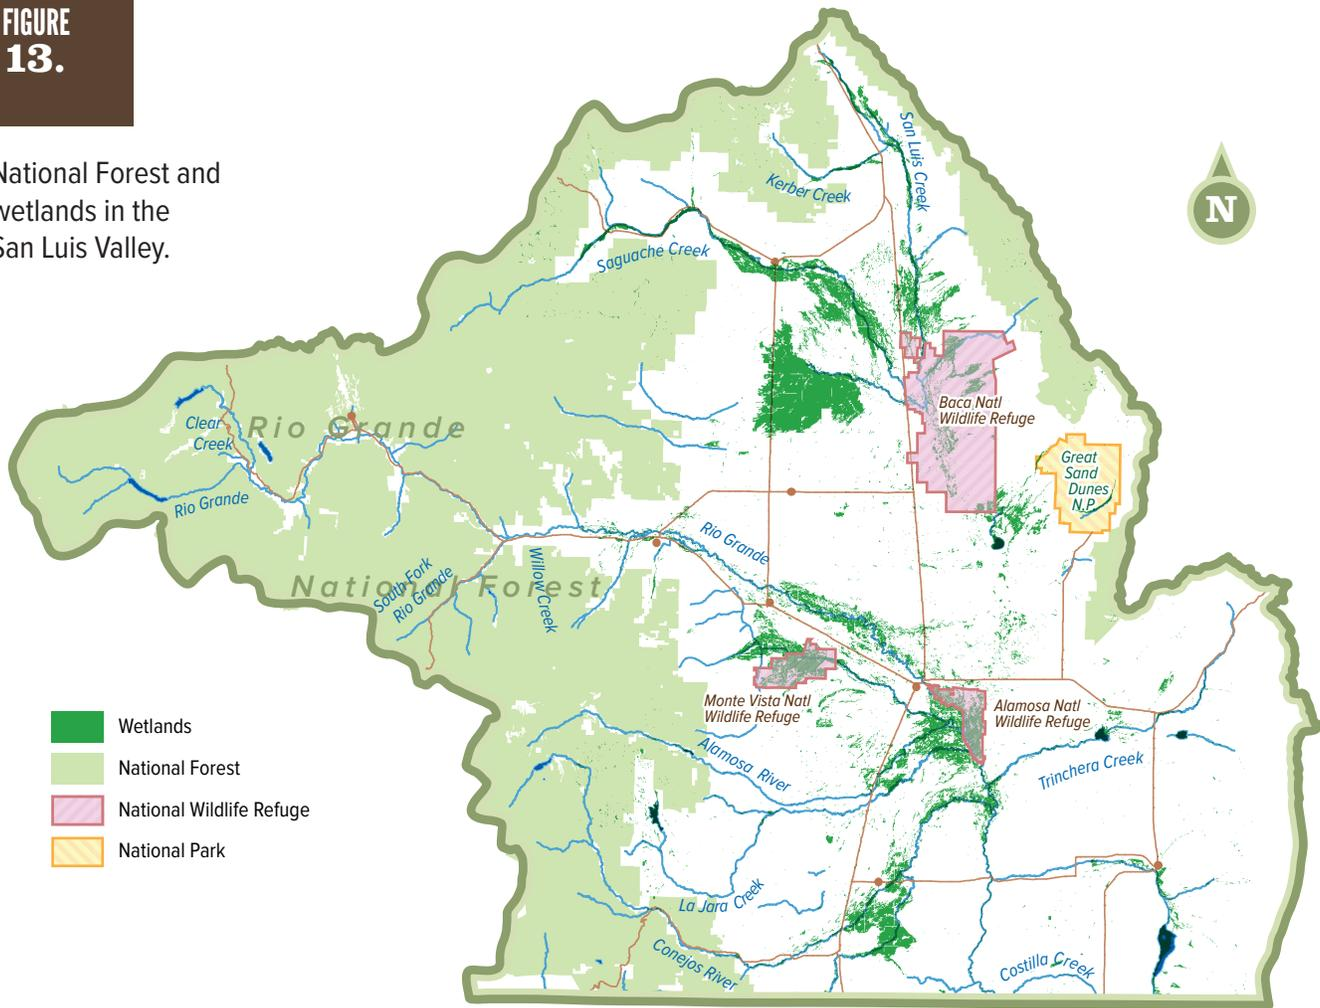 FIGURE
13.
National Forest and
wetlands in the
San Luis Valley.
N
San Luis Creek
Kerber Creek
Saguache Creek
Baca Natl
Wildlife Refuge
Great
Sand
Dunes
N.P.
Clear
Creek
Rio Grande
Rio Grande
National Forest
South Fork
Rio Grande
Willow Creek
Rio Grande
Monte Vista Natl
Wildlife Refuge
Alamosa Natl
Wildlife Refuge
Alamosa River
Trinchera Creek
La Jara Creek
Conejos River
Costilla Creek
Wetlands
National Forest
National Wildlife Refuge
National Park